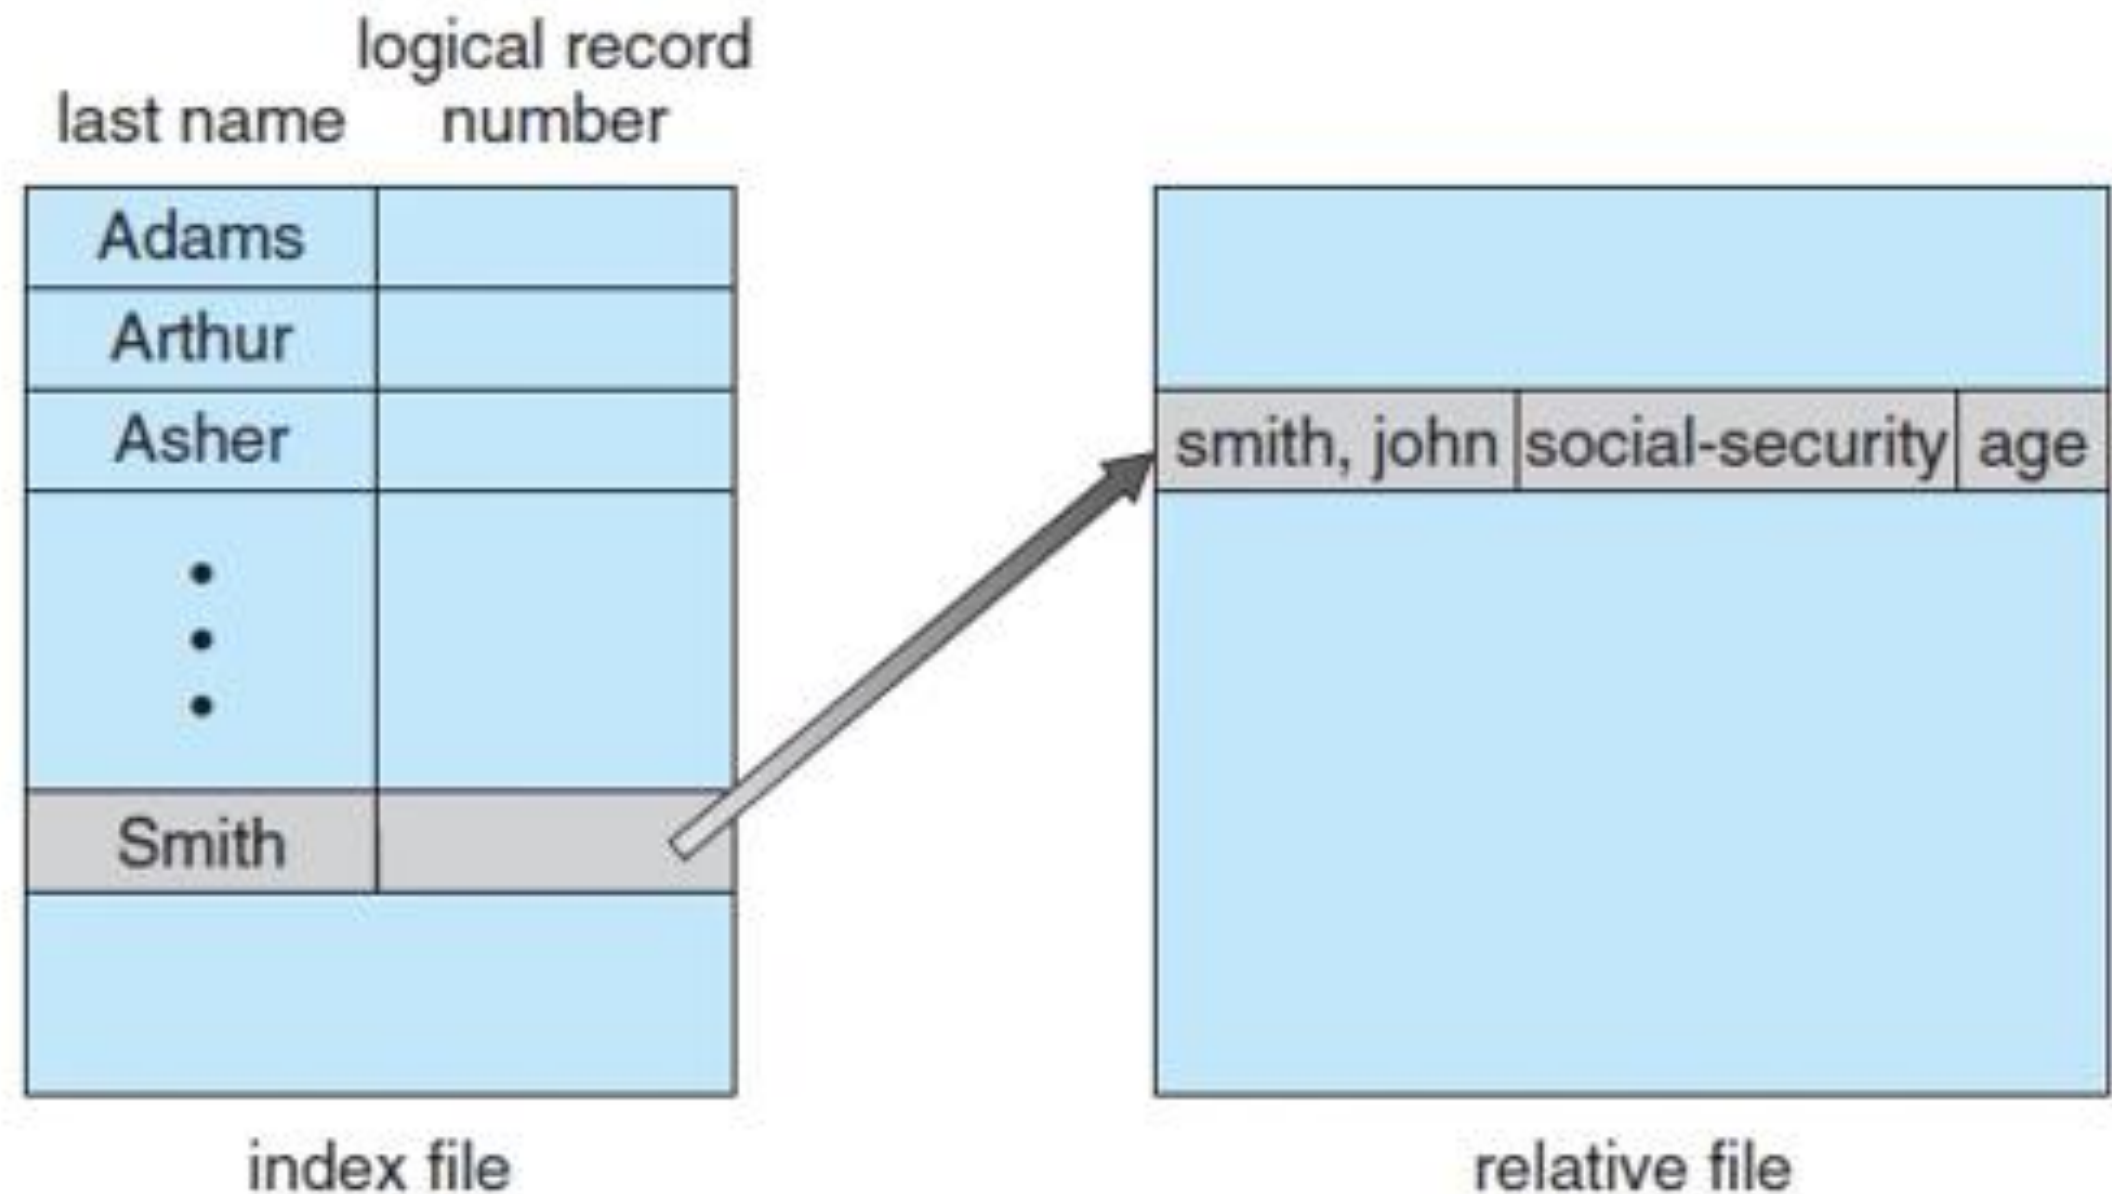 logical record
last name number
Adams
Arthur
Asher
Smith
smith, john social-security age
index file
relative file